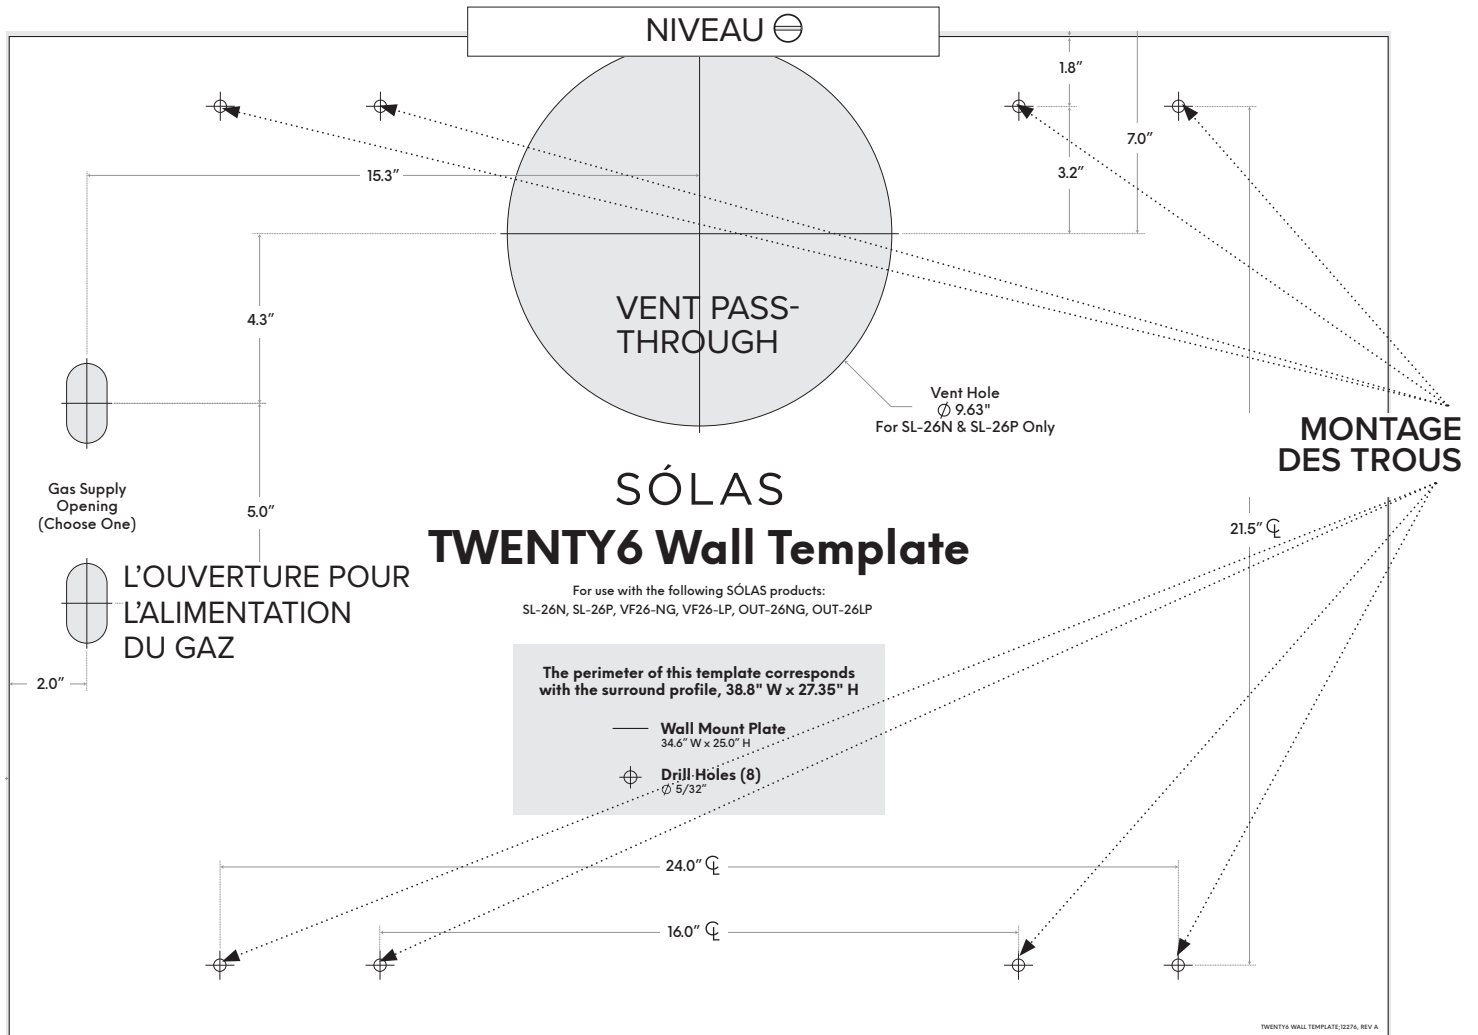 NIVEAU
1.8”
7.0”
15.3”
3.2”
4.3”
VENT PASS-
THROUGH
Vent Hole
Ø 9.63"
For SL-26N & SL-26P Only
MONTAGE
DES TROUS
SÓLAS
Gas Supply
Opening
(Choose One)
5.0”
21.5” ℄
TWENTY6 Wall Template
L’OUVERTURE POUR
L’ALIMENTATION
DU GAZ
For use with the following SÓLAS products:
SL-26N, SL-26P, VF26-NG, VF26-LP, OUT-26NG, OUT-26LP
2.0”
The perimeter of this template corresponds
with the surround profile, 38.8" W x 27.35" H
Wall Mount Plate
34.6” W x 25.0” H
Drill Holes (8)
Ø 5/32”
24.0” ℄
16.0” ℄
TWENTY6 WALL TEMPLATE;12276, REV A